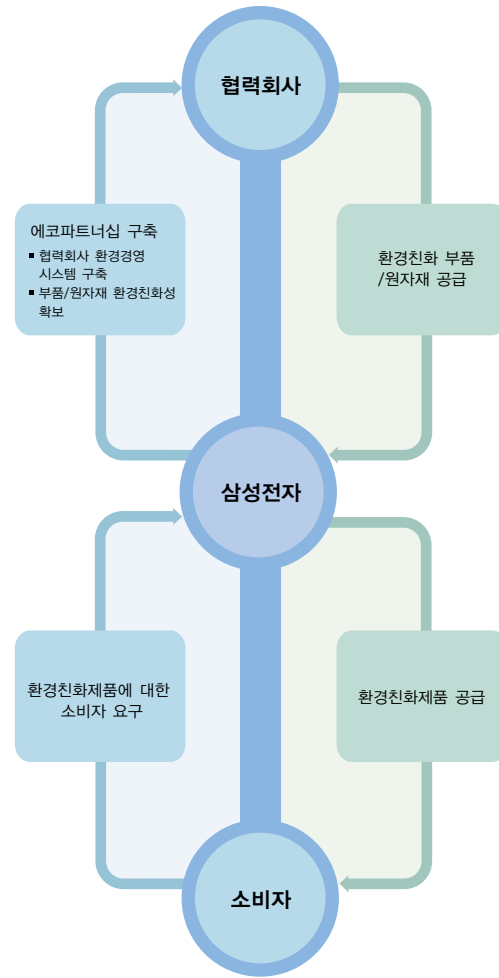 협력회사
에코파트너십 구축
▪ 협력회사 환경경영
시스템 구축
▪ 부품/원자재 환경친화성
확보
환경친화 부품
/원자재 공급
삼성전자
환경친화제품에 대한
소비자 요구
환경친화제품 공급
소비자